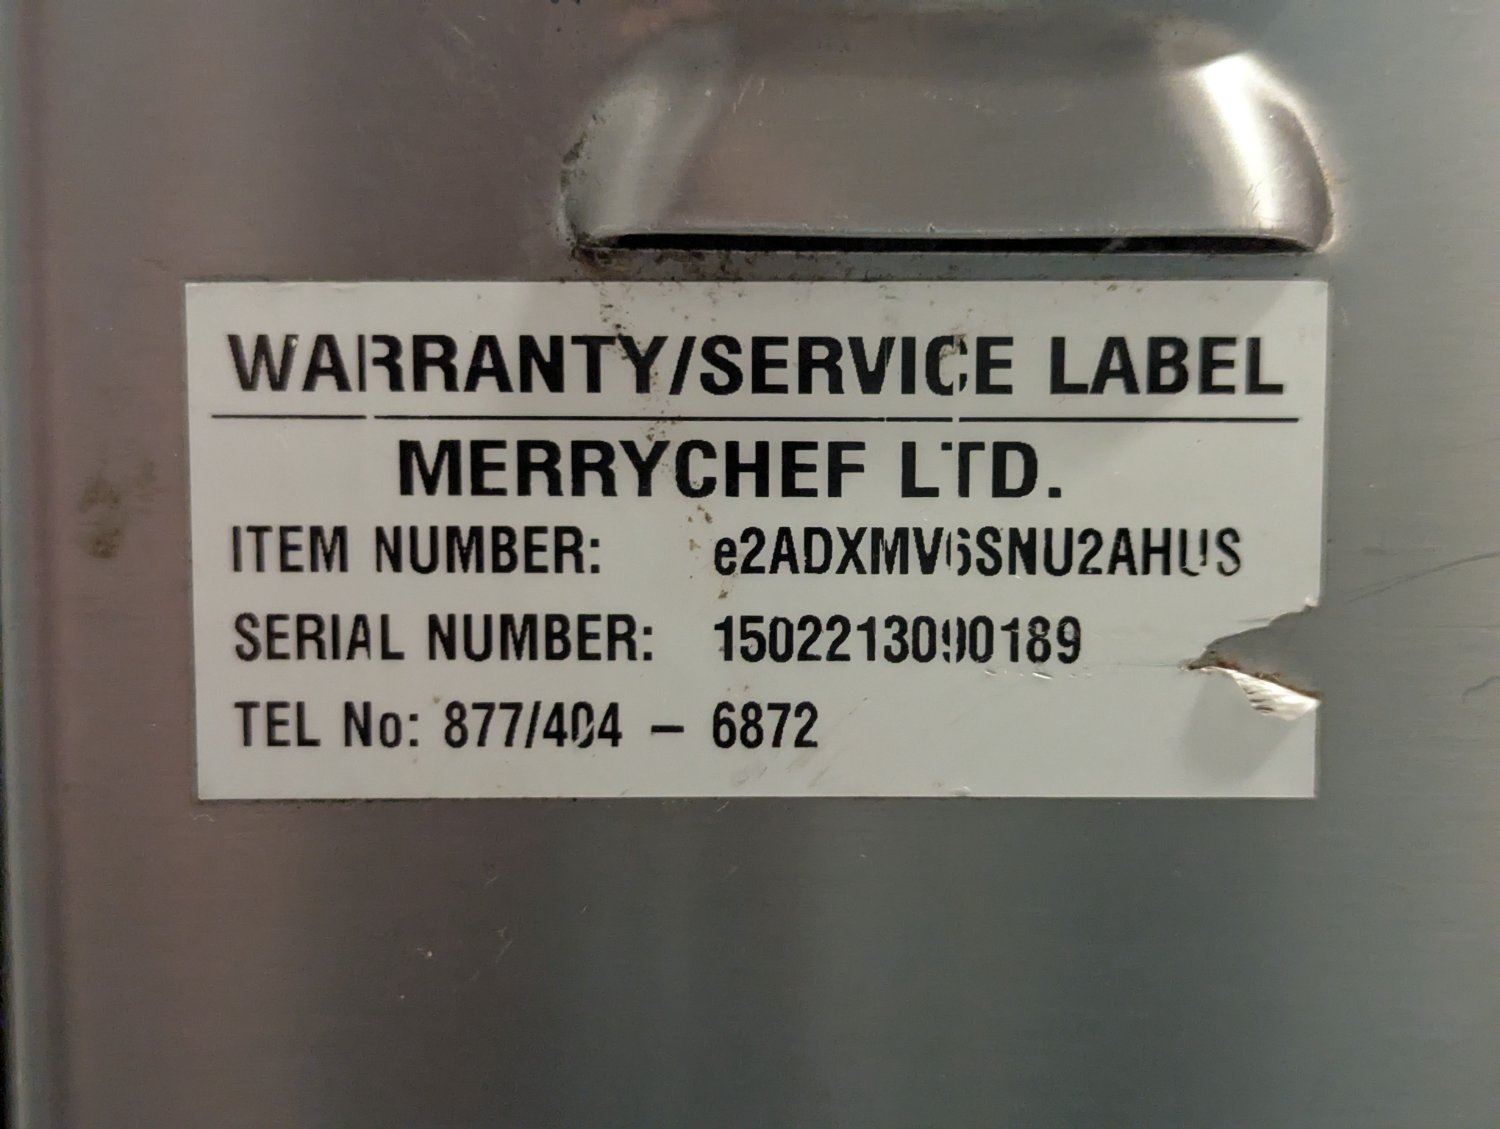 WARRANTY/SERVICE LABEL
MERRYCHEF LTD.
ITEM NUMBER: e2ADXMV6SNU2AHUS
SERIAL NUMBER: 1502213090189
TEL No: 877/404 – 6872